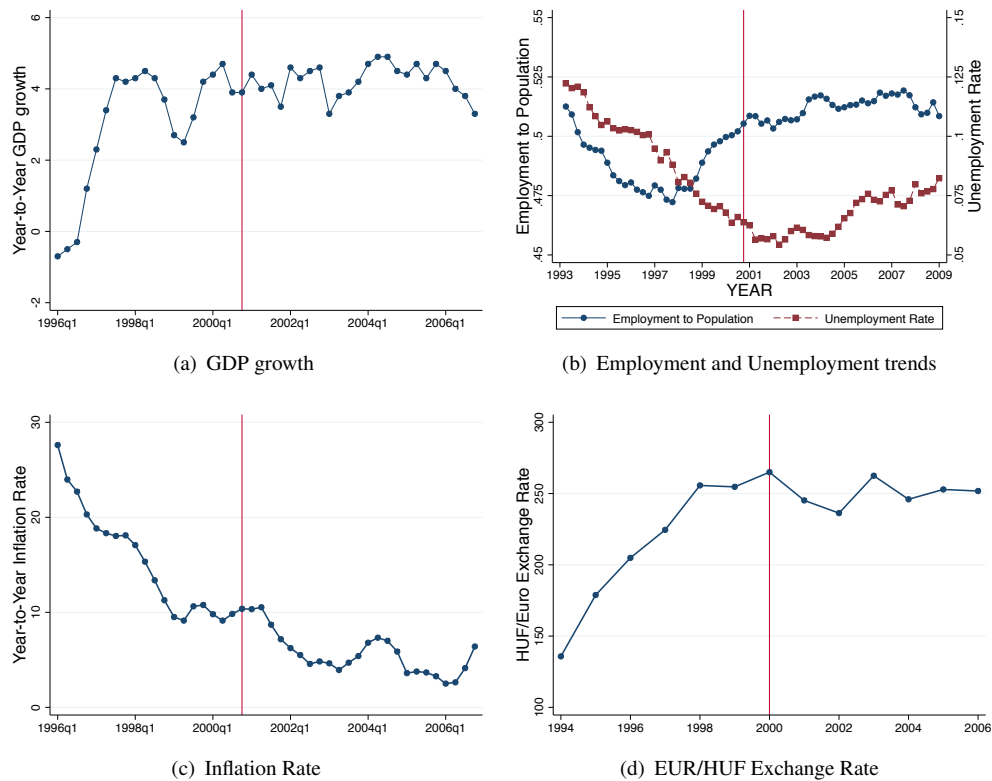 6
4
2
0
-2
Year-to-Year GDP growth
1996q1 1998q1 2000q1 2002q1 2004q1 2006q1
(a) GDP growth
.55
.525
.5
.475
.45
Employment to Population
.15
.125
.1
.075
.05
Unemployment Rate
1993 1995 1997 1999 2001 2003 2005 2007 2009
YEAR
Employment to Population Unemployment Rate
(b) Employment and Unemployment trends
30
20
10
0
Year-to-Year Inflation Rate
1996q1 1998q1 2000q1 2002q1 2004q1 2006q1
(c) Inflation Rate
300
250
200
150
100
HUF/Euro Exchange Rate
1994 1996 1998 2000 2002 2004 2006
(d) EUR/HUF Exchange Rate